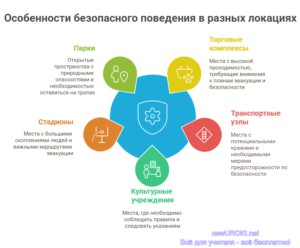 Особенности безопасного поведения в разных локациях
Парки
Открытые
пространства с
природными
опасностями и
необходимостью
оставаться на тропах
Торговые
комплексы
Места с высокой
проходимостью,
требующие внимания
к планам эвакуации и
безопасности
Стадионы
Места с большими
скоплениями людей и
важными маршрутами
эвакуации
Транспортные
узлы
Места с
потенциальными
кражами и
необходимыми
мерами
предосторожности по
безопасности
Культурные
учреждения
Места, где необходимо
соблюдать правила и
следовать указаниям
newUROKI.net
Всё для учителя - всё бесплатно!